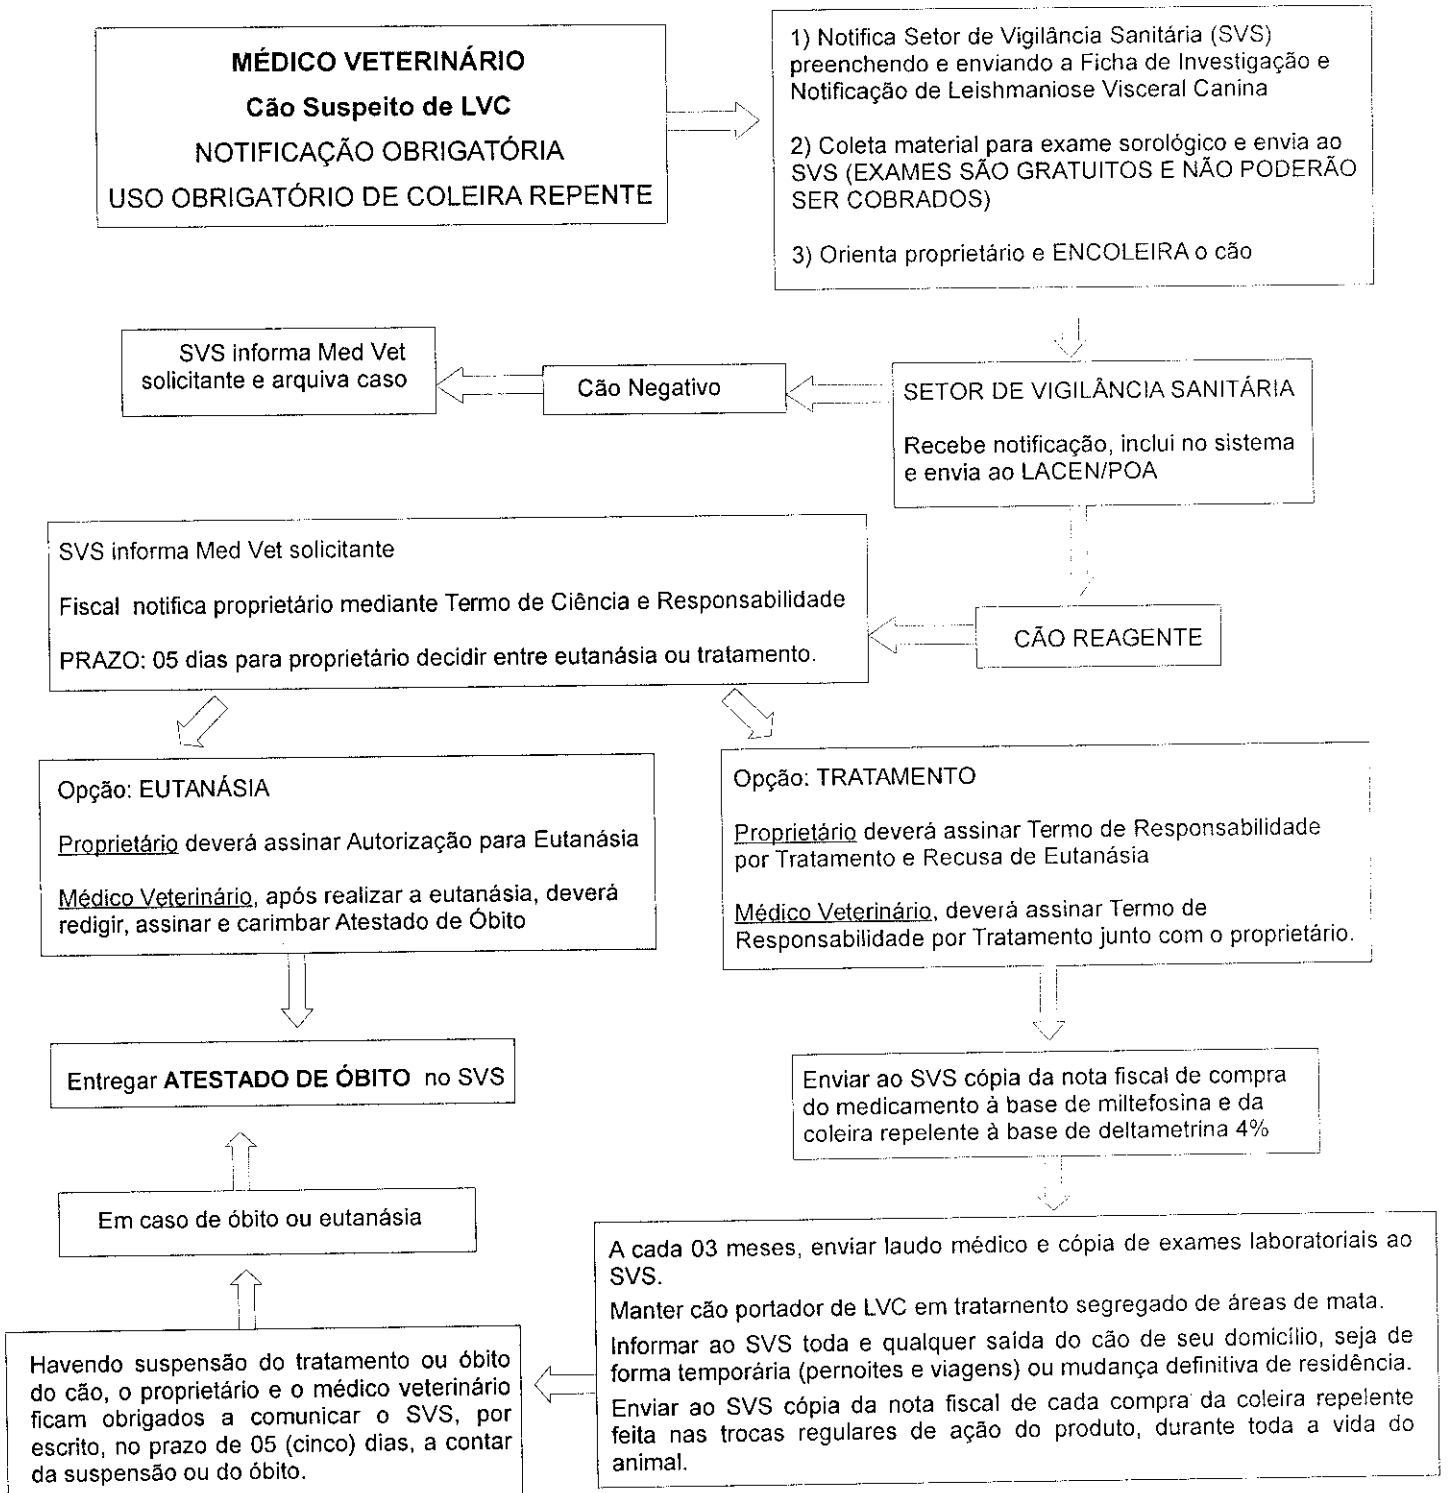 MÉDICO VETERINÁRIO
Cão Suspeito de LVC
NOTIFICAÇÃO OBRIGATÓRIA
USO OBRIGATÓRIO DE COLEIRA REPENTE
1) Notifica Setor de Vigilância Sanitária (SVS)
preenchendo e enviando a Ficha de Investigação e
Notificação de Leishmaniose Visceral Canina
2) Coleta material para exame sorológico e envia ao
SVS (EXAMES SÃO GRATUITOS E NÃO PODERÃO
SER COBRADOS)
3) Orienta proprietário e ENCOLEIRA o cão
SETOR DE VIGILÂNCIA SANITÁRIA
Recebe notificação, inclui no sistema
e envia ao LACEN/POA
Cão Negativo
SVS informa Med Vet
solicitante e arquiva caso
CÃO REAGENTE
SVS informa Med Vet solicitante
Fiscal notifica proprietário mediante Termo de Ciência e Responsabilidade
PRAZO: 05 dias para proprietário decidir entre eutanásia ou tratamento.
Opção: EUTANÁSIA
Proprietário deverá assinar Autorização para Eutanásia
Médico Veterinário, após realizar a eutanásia, deverá
redigir, assinar e carimbar Atestado de Óbito
Entregar ATESTADO DE ÓBITO no SVS
Opção: TRATAMENTO
Proprietário deverá assinar Termo de Responsabilidade
por Tratamento e Recusa de Eutanásia
Médico Veterinário, deverá assinar Termo de
Responsabilidade por Tratamento junto com o proprietário.
Enviar ao SVS cópia da nota fiscal de compra
do medicamento à base de miltefosina e da
coleira repelente à base de deltametrina 4%
A cada 03 meses, enviar laudo médico e cópia de exames laboratoriais ao
SVS.
Manter cão portador de LVC em tratamento segregado de áreas de mata.
Informar ao SVS toda e qualquer saída do cão de seu domicílio, seja de
forma temporária (pernoites e viagens) ou mudança definitiva de residência.
Enviar ao SVS cópia da nota fiscal de cada compra da coleira repelente
feita nas trocas regulares de ação do produto, durante toda a vida do
animal.
Havendo suspensão do tratamento ou óbito
do cão, o proprietário e o médico veterinário
ficam obrigados a comunicar o SVS, por
escrito, no prazo de 05 (cinco) dias, a contar
da suspensão ou do óbito.
Em caso de óbito ou eutanásia